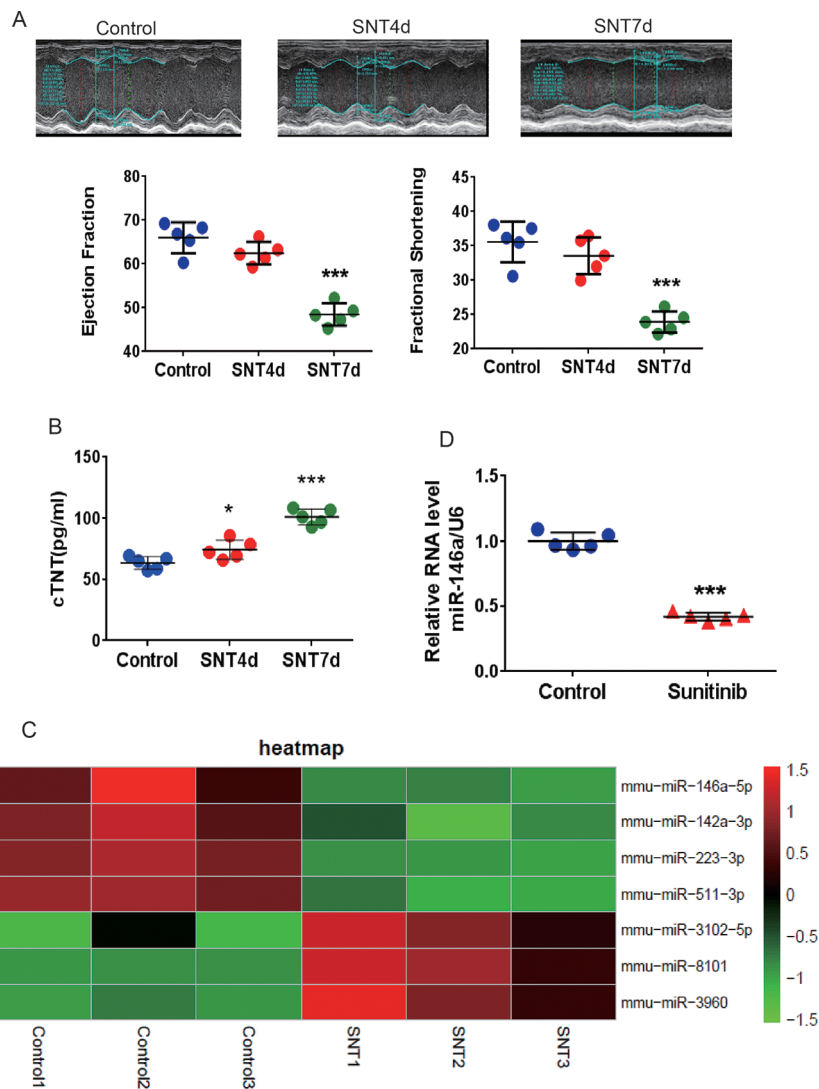 A
Control
SNT4d
SNT7d
Ejection Fraction
80
70
60
50
40
***
Control
SNT4d
SNT7d
Fractional Shortening
45
40
35
30
25
20
***
Control
SNT4d
SNT7d
B
cTNT(pg/ml)
150
100
50
0
*
***
Control
SNT4d
SNT7d
D
Relative RNA level
miR-146a/U6
1.5
1.0
0.5
0.0
***
Control
Sunitinib
C
heatmap
mmu-miR-146a-5p
mmu-miR-142a-3p
mmu-miR-223-3p
mmu-miR-511-3p
mmu-miR-3102-5p
mmu-miR-8101
mmu-miR-3960
Control1
Control2
Control3
SNT1
SNT2
SNT3
1.5
1
0.5
0
-0.5
-1
-1.5